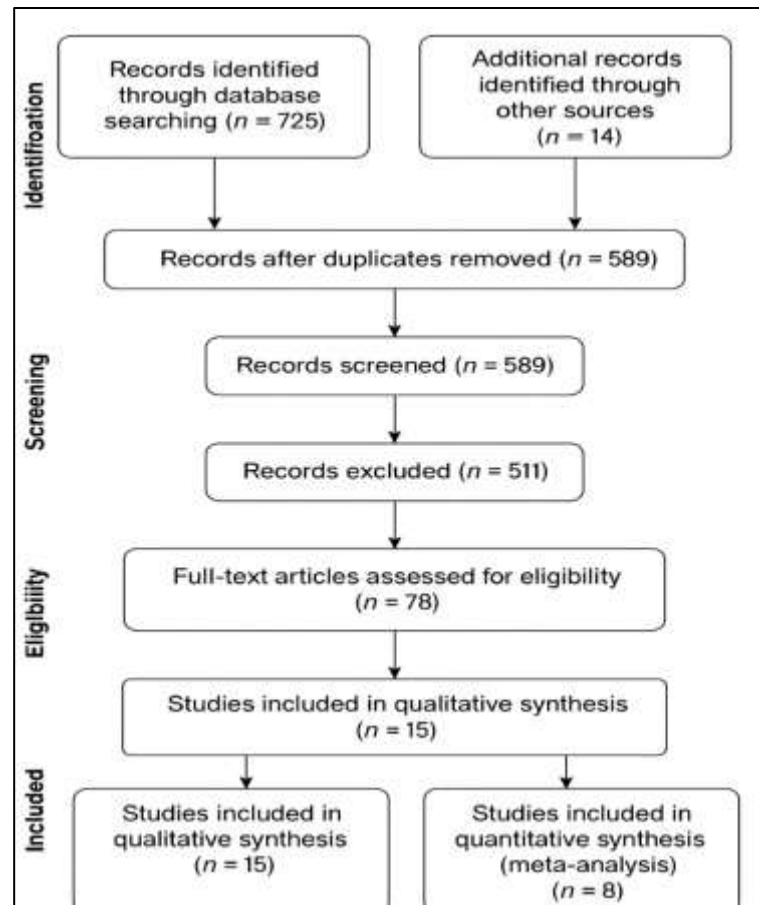 Identifioation
Records identified
through database
searching (n = 725)
Additional records
identified through
other sources
(n = 14)
Records after duplicates removed (n = 589)
Screening
Records screened (n = 589)
Records excluded (n = 511)
Eligibility
Full-text articles assessed for eligibility
(n = 78)
Studies included in qualitative synthesis
(n = 15)
Included
Studies included in
qualitative synthesis
(n = 15)
Studies included in
quantitative synthesis
(meta-analysis)
(n = 8)